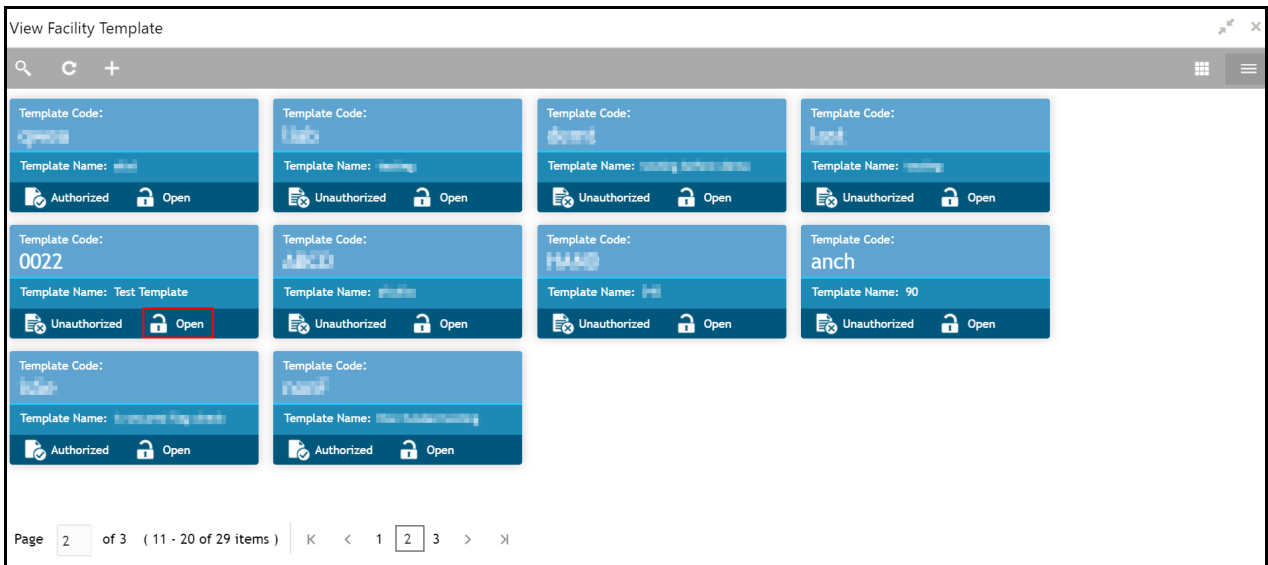 View Facility Template
Template Code:
Template Code:
Template Code:
Template Code:
Template Name:
Template Name:
Template Name:
Template Name:
Authorized Open
Unauthorized Open
Unauthorized Open
Unauthorized Open
Template Code:
Template Code:
Template Code:
Template Code:
0022
anch
Template Name: Test Template
Template Name:
Template Name:
Template Name: 90
Unauthorized Open
Unauthorized Open
Unauthorized Open
Unauthorized Open
Template Code:
Template Code:
Template Name:
Template Name:
Authorized Open
Authorized Open
Page 2 of 3 ( 11 - 20 of 29 items ) 1 2 3